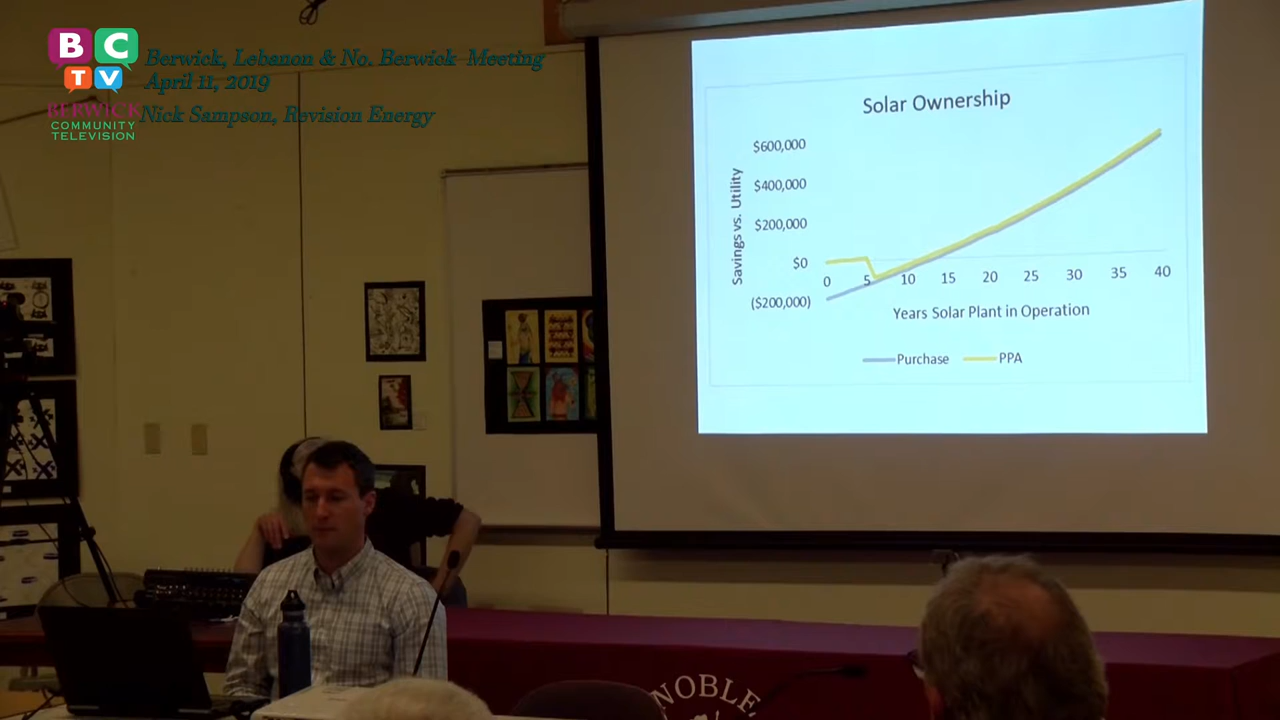 B C
TV
BERWICK
COMMUNITY
TELEVISION
Berwick, Lebanon & No. Berwick Meeting
April 11, 2019
Nick Sampson, Revision Energy
Solar Ownership
Savings vs. Utility
$600,000
$400,000
$200,000
$0
($200,000)
0 5 10 15 20 25 30 35 40
Years Solar Plant in Operation
Purchase PPA
NOBLE